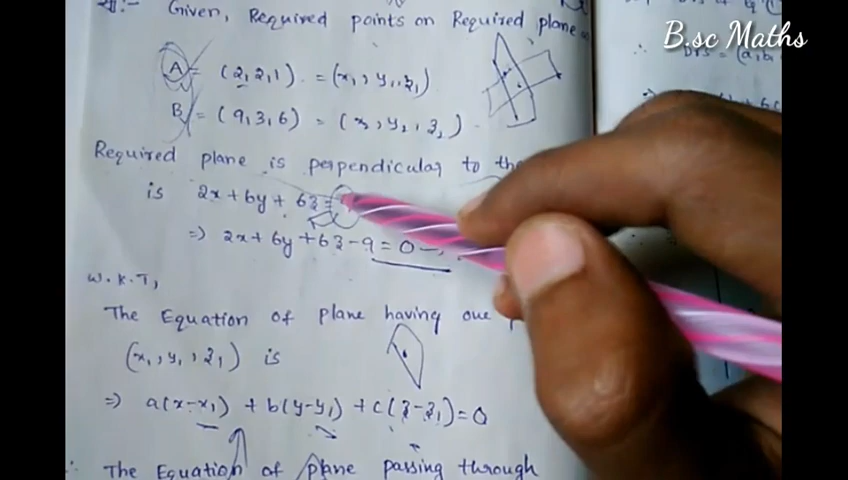 B.sc Maths
Given, Required points on Required plane
A = (2,2,1) = (x₁, y₁, z₁)
B = (9,3,6) = (x₂, y₂, z₂)
Required plane is perpendicular to the
is 2x + 6y + 6z =
⇒ 2x + 6y + 6z - 9 = 0
W.K.T,
The Equation of plane having one
(x₁, y₁, z₁) is
⇒ a(x-x₁) + b(y-y₁) + c(z-z₁) = 0
∴ The Equation of plane passing through